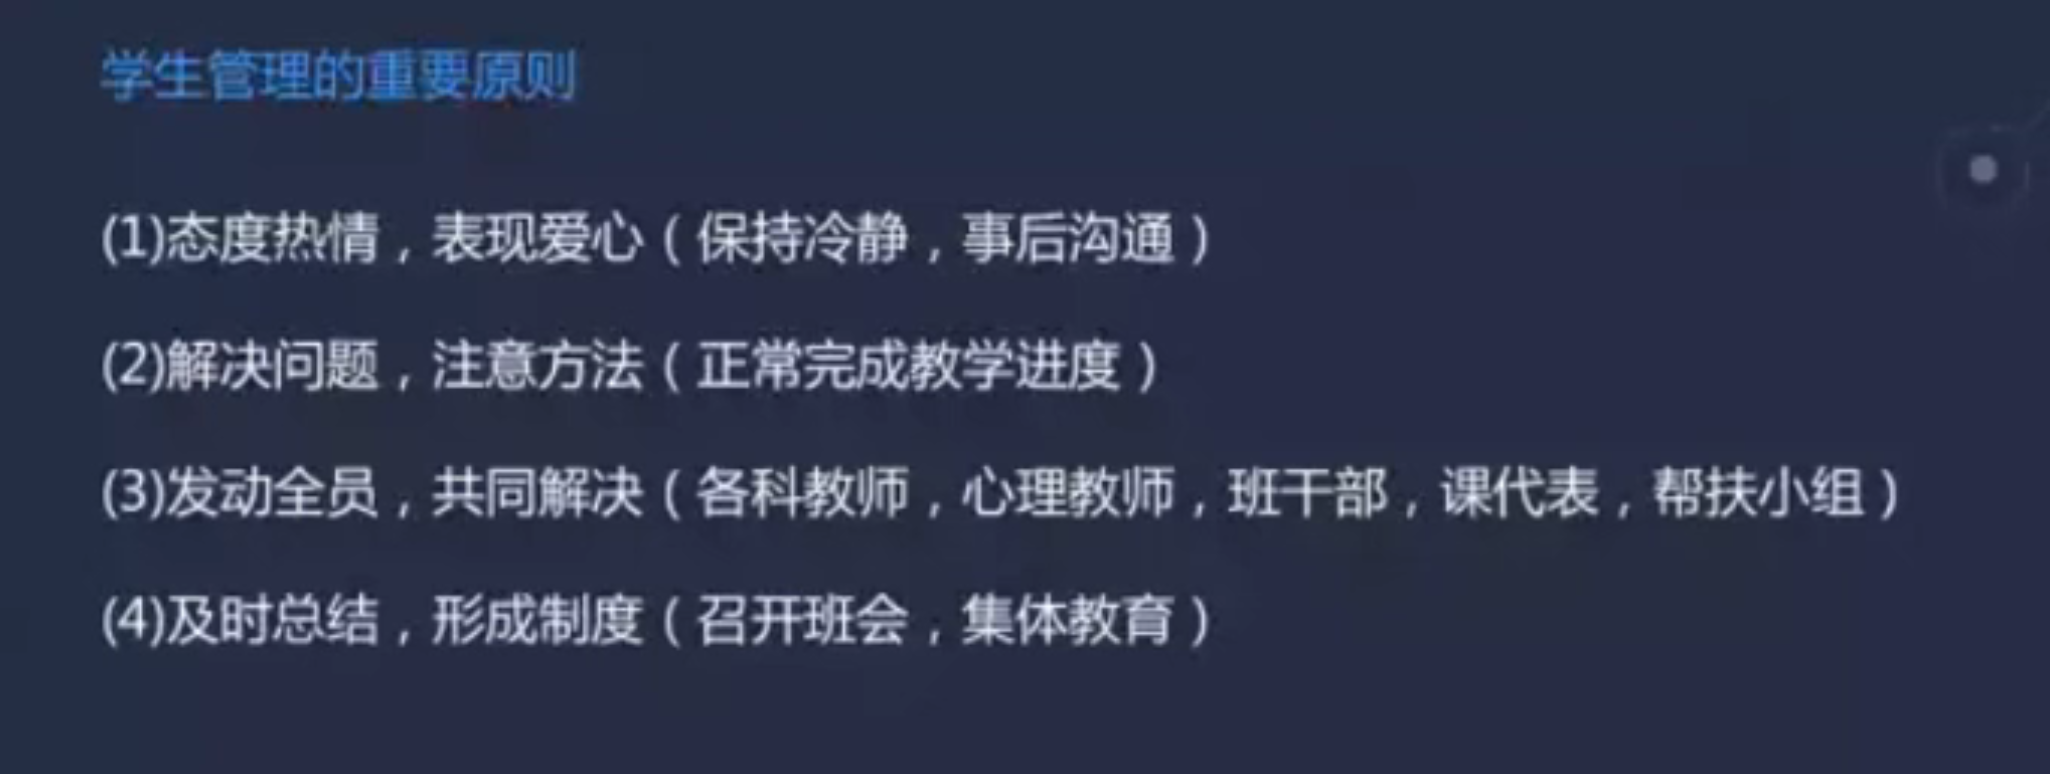 学生管理的重要原则
(1)态度热情，表现爱心（保持冷静，事后沟通）
(2)解决问题，注意方法（正常完成教学进度）
(3)发动全员，共同解决（各科教师，心理教师，班干部，课代表，帮扶小组）
(4)及时总结，形成制度（召开班会，集体教育）